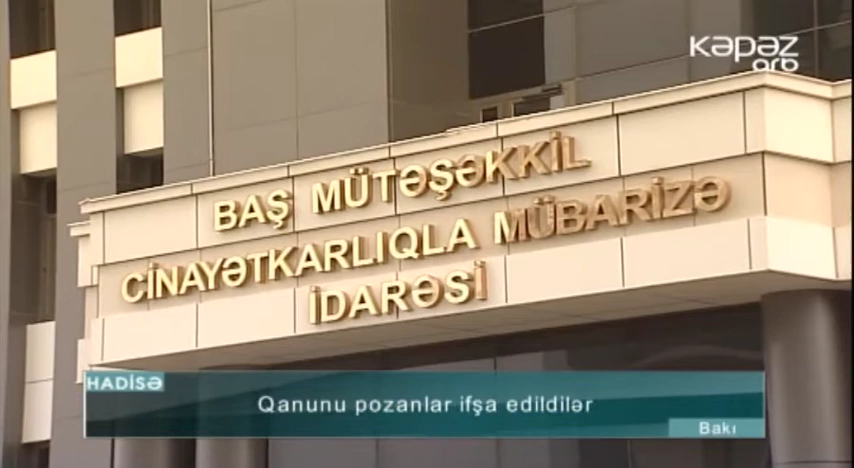 Kəpəz
arb
BAŞ MÜTƏŞƏKKİL
CİNAYƏTKARLIQLA MÜBARİZƏ
İDARƏSİ
HADİSƏ
Qanunu pozanlar ifşa edildilər
Bakı